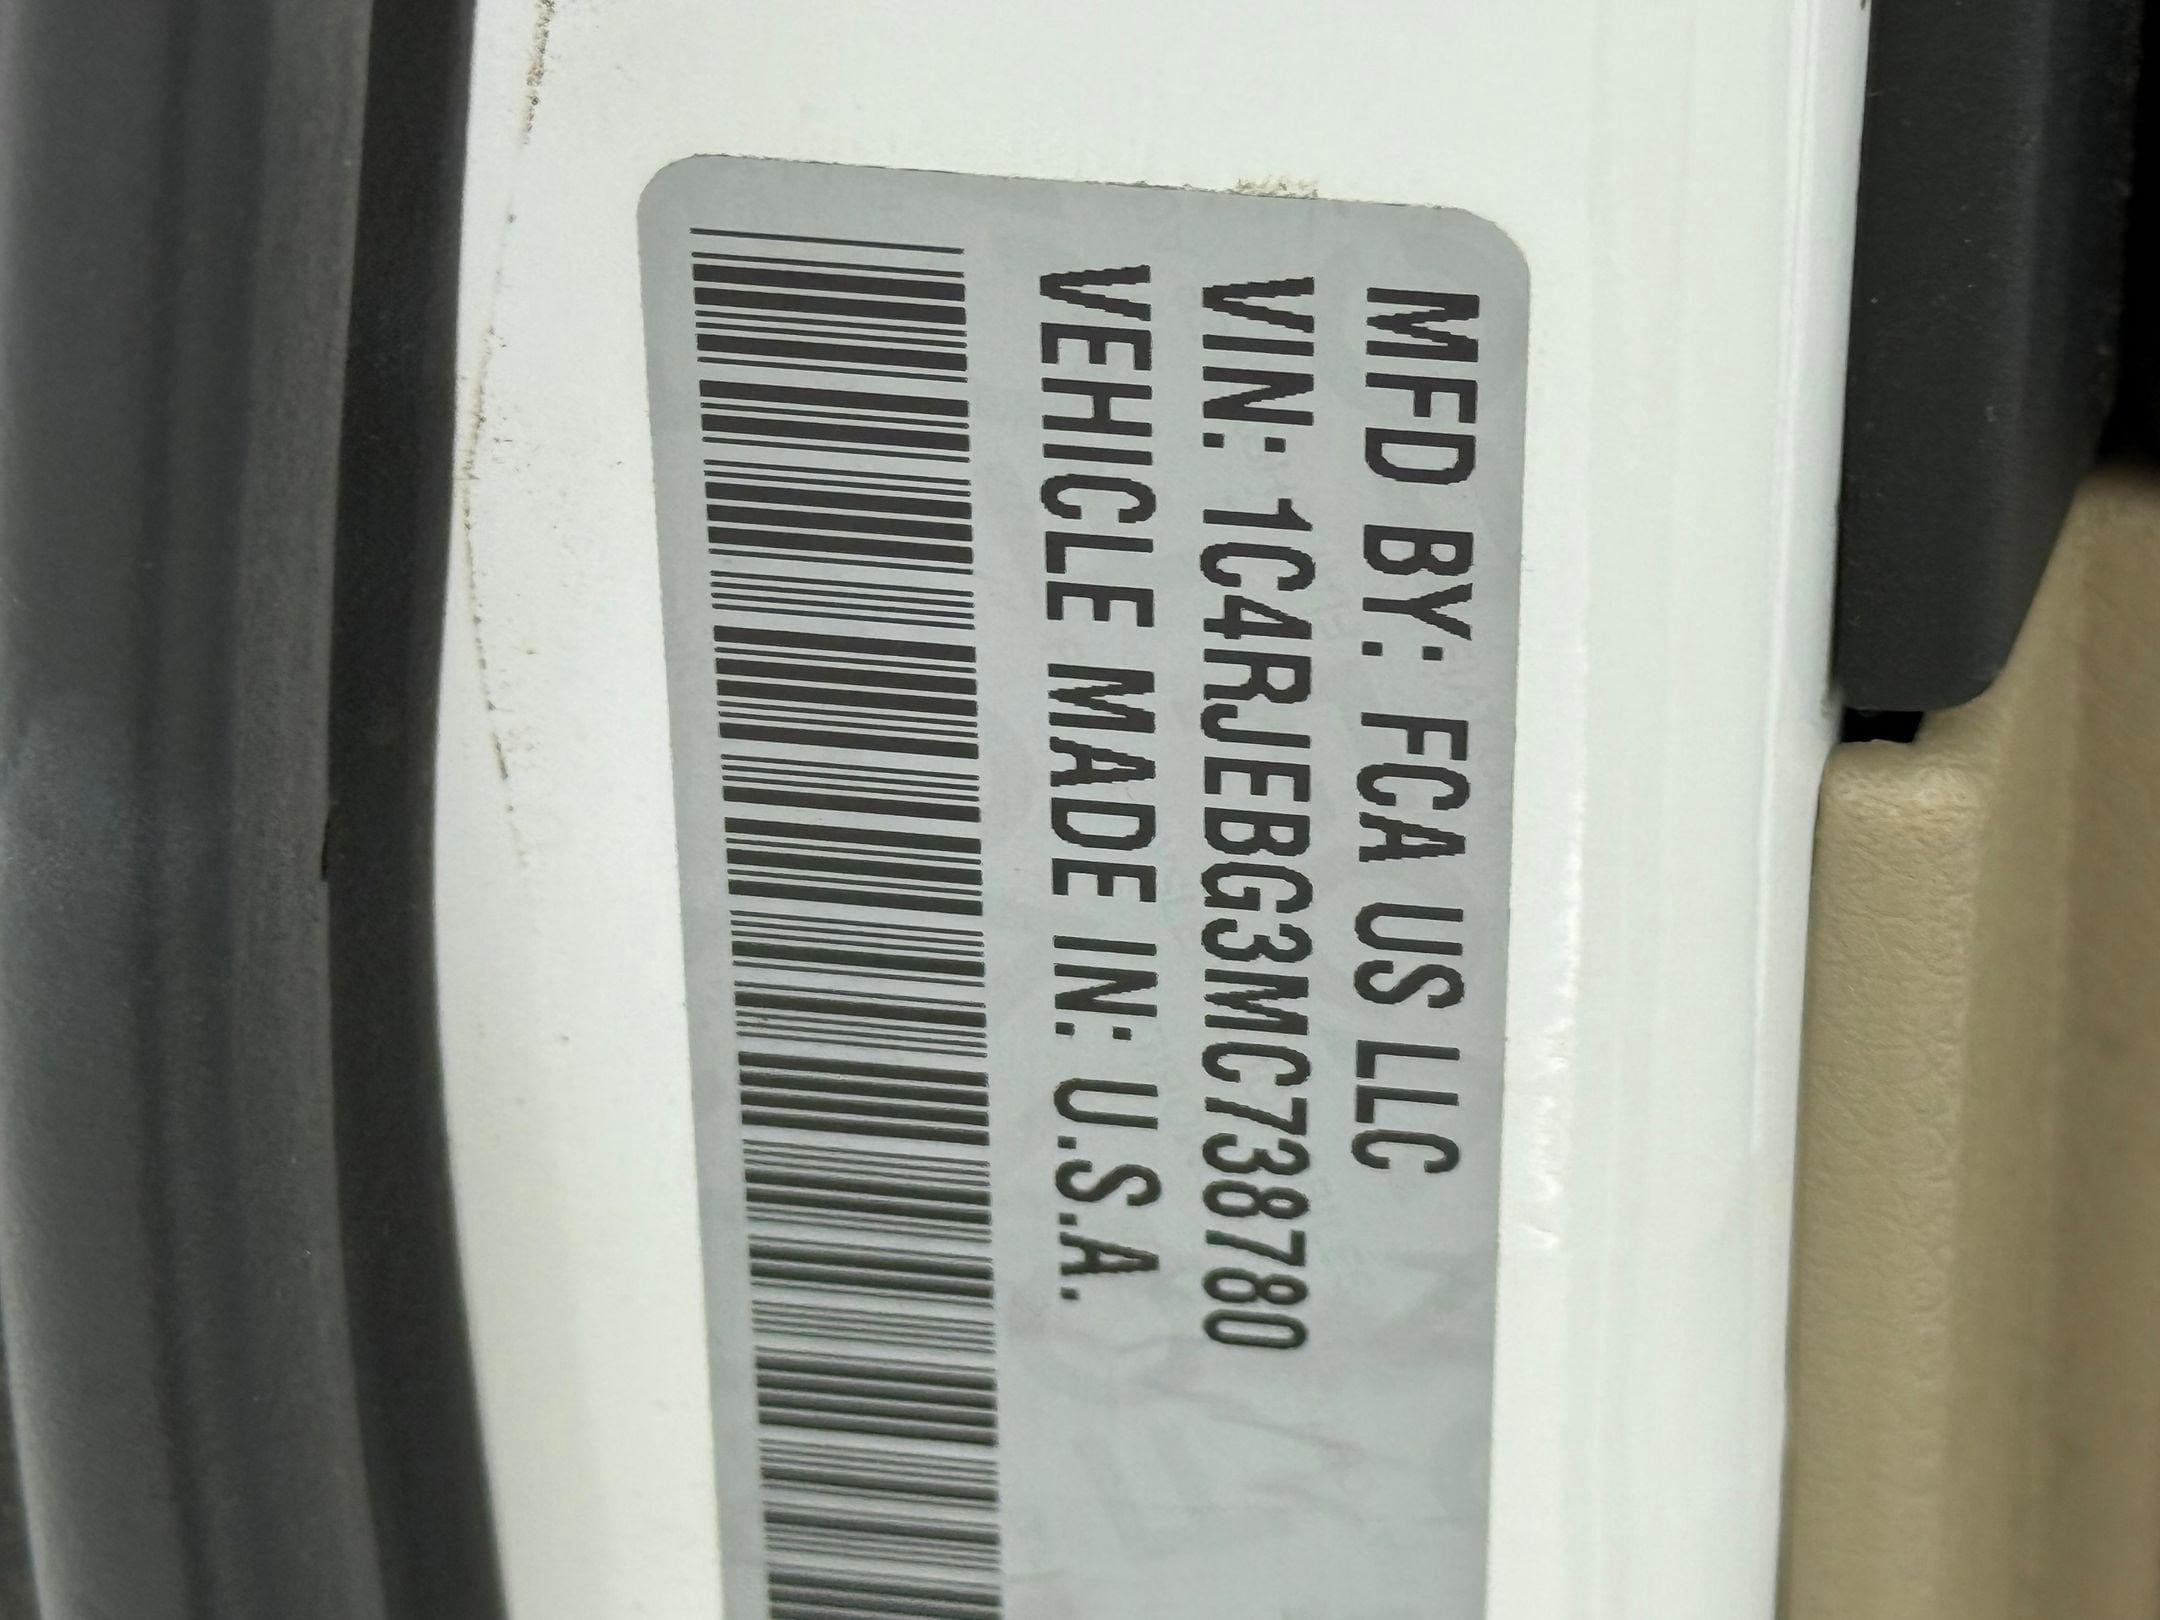 MFD BY: FCA US LLC
VIN: 1C4RJEBG3MC738780
VEHICLE MADE IN: U.S.A.